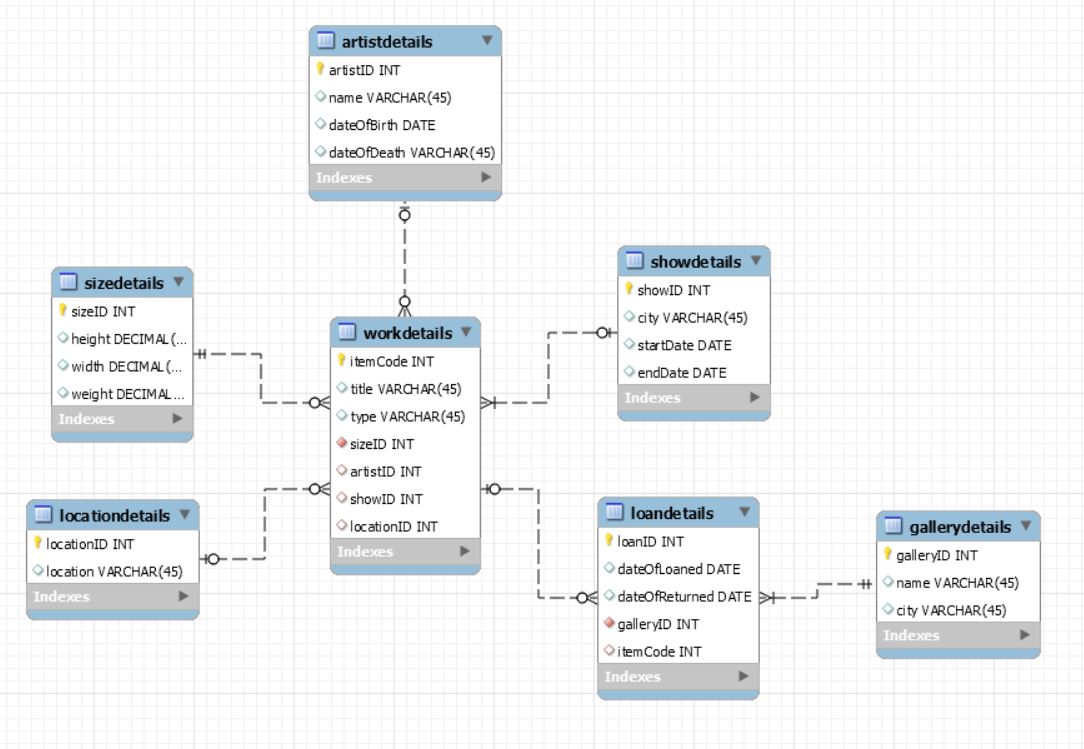 artistdetails
artistID INT
name VARCHAR(45)
dateOfBirth DATE
dateOfDeath VARCHAR(45)
Indexes
sizedetails
sizeID INT
height DECIMAL(...
width DECIMAL(...
weight DECIMAL...
Indexes
workdetails
itemCode INT
title VARCHAR(45)
type VARCHAR(45)
sizeID INT
artistID INT
showID INT
locationID INT
Indexes
showdetails
showID INT
city VARCHAR(45)
startDate DATE
endDate DATE
Indexes
locationdetails
locationID INT
location VARCHAR(45)
Indexes
loandetails
loanID INT
dateOfLoaned DATE
dateOfReturned DATE
galleryID INT
itemCode INT
Indexes
gallerydetails
galleryID INT
name VARCHAR(45)
city VARCHAR(45)
Indexes